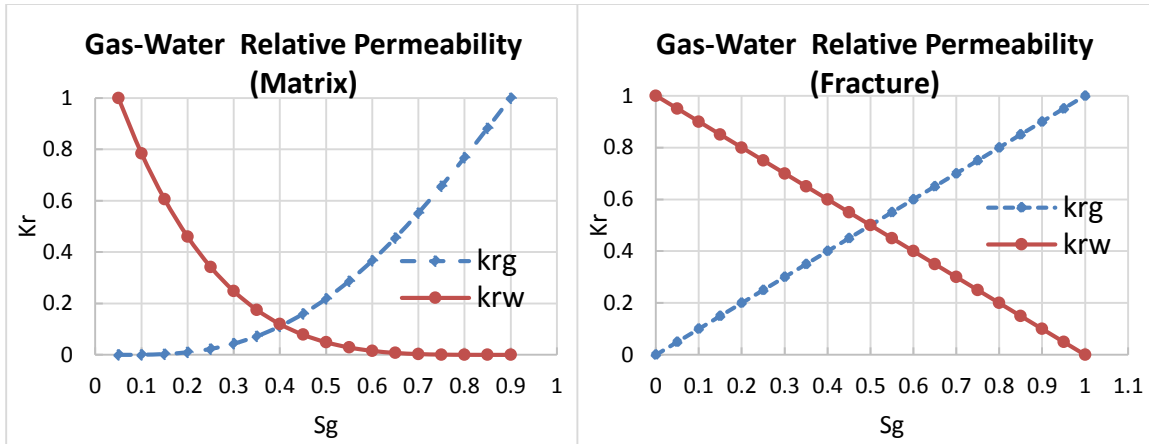 Gas-Water Relative Permeability
(Matrix)
Kr
1
0.8
0.6
0.4
0.2
0
0 0.1 0.2 0.3 0.4 0.5 0.6 0.7 0.8 0.9 1
Sg
krg
krw
Gas-Water Relative Permeability
(Fracture)
Kr
1
0.8
0.6
0.4
0.2
0
0 0.1 0.2 0.3 0.4 0.5 0.6 0.7 0.8 0.9 1 1.1
Sg
krg
krw